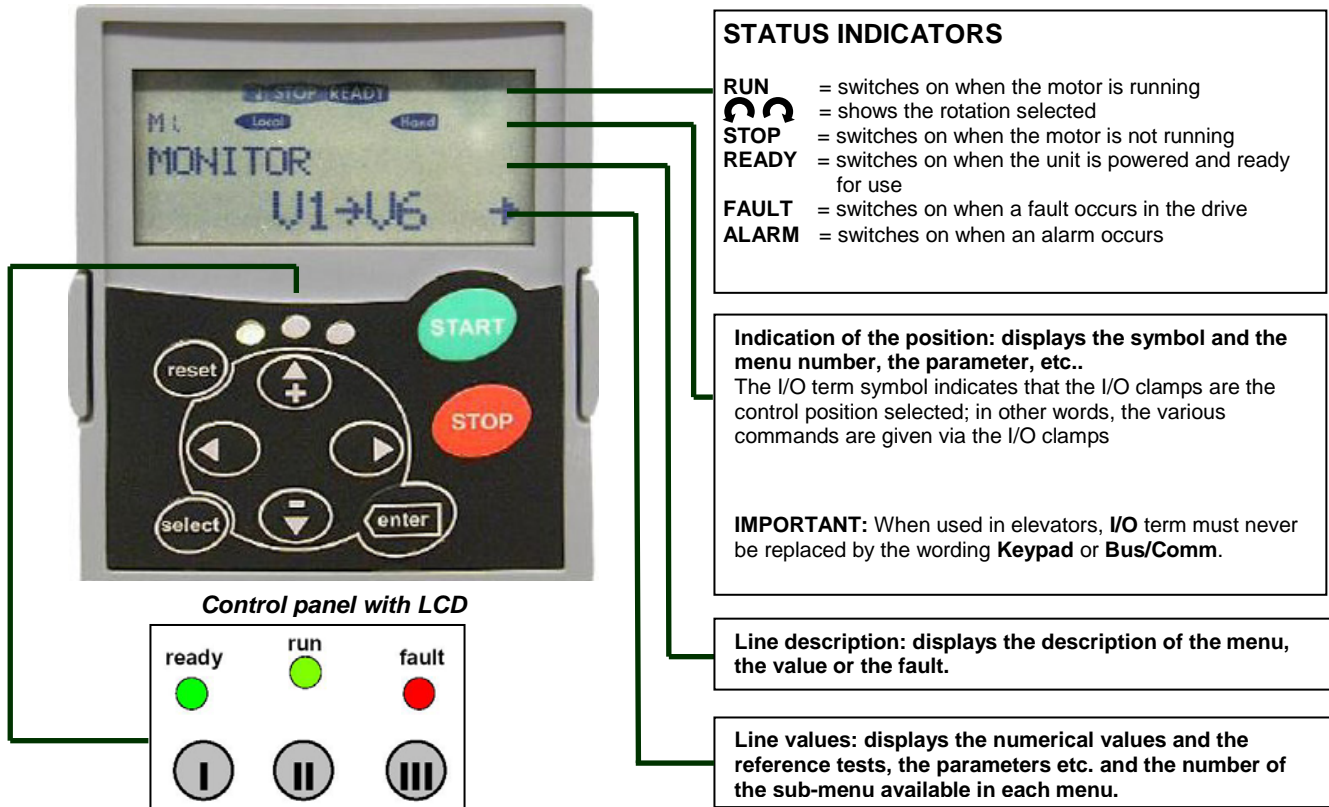 STATUS INDICATORS
RUN = switches on when the motor is running
= shows the rotation selected
STOP = switches on when the motor is not running
READY = switches on when the unit is powered and ready
for use
FAULT = switches on when a fault occurs in the drive
ALARM = switches on when an alarm occurs
STOP READY
Local Hand
MONITOR
V1→V6
START
reset
+
STOP
-
select
enter
Indication of the position: displays the symbol and the
menu number, the parameter, etc..
The I/O term symbol indicates that the I/O clamps are the
control position selected; in other words, the various
commands are given via the I/O clamps
IMPORTANT: When used in elevators, I/O term must never
be replaced by the wording Keypad or Bus/Comm.
Control panel with LCD
ready run fault
I II III
Line description: displays the description of the menu,
the value or the fault.
Line values: displays the numerical values and the
reference tests, the parameters etc. and the number of
the sub-menu available in each menu.